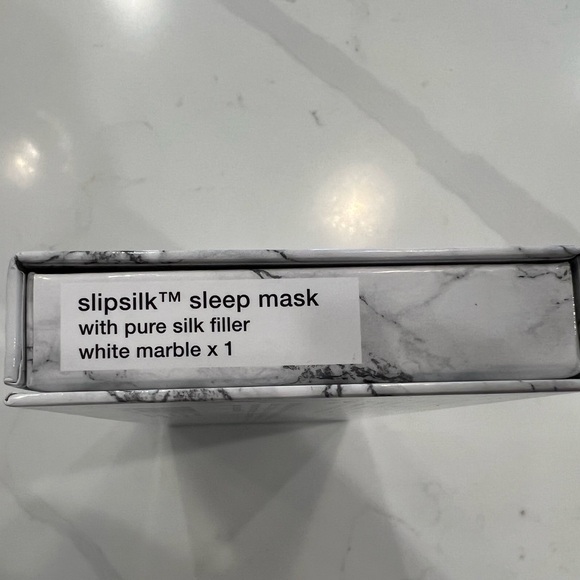 slipsilk™ sleep mask
with pure silk filler
white marble x 1